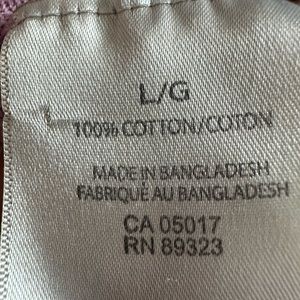 L/G
100% COTTON/COTON
MADE IN BANGLADESH
FABRIQUÉ AU BANGLADESH
CA 05017
RN 89323